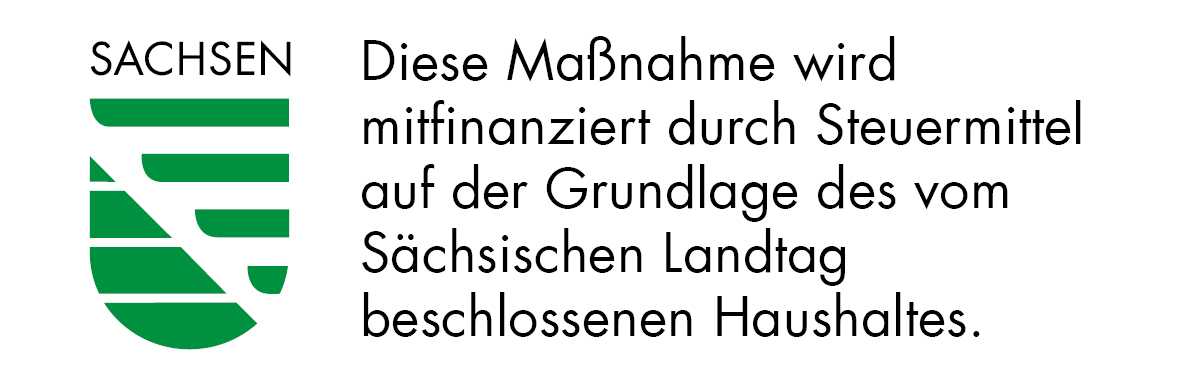 SACHSEN
Diese Maßnahme wird
mitfinanziert durch Steuermittel
auf der Grundlage des vom
Sächsischen Landtag
beschlossenen Haushaltes.